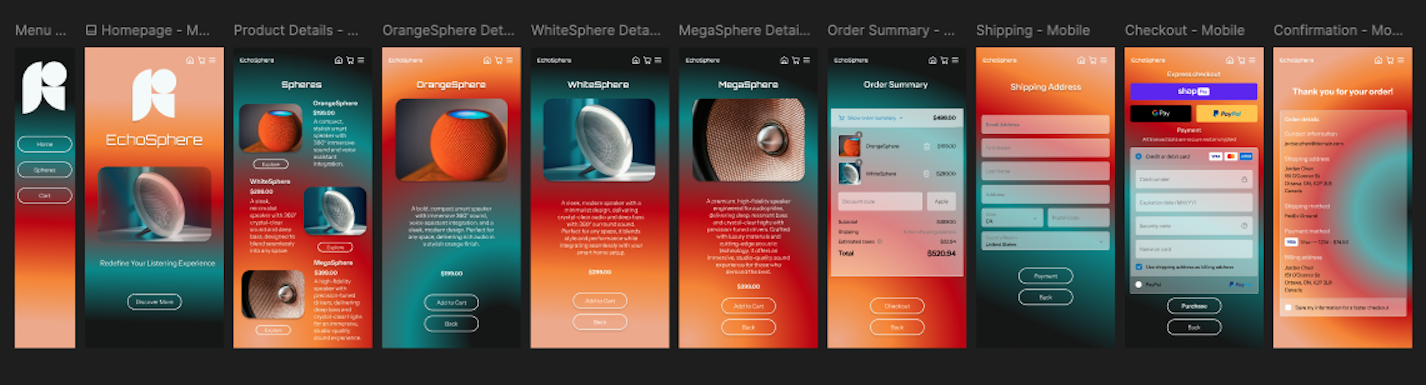 Menu ...
Homepage - M...
Product Details - ...
OrangeSphere Det...
WhiteSphere Deta...
MegaSphere Detai...
Order Summary - ...
Shipping - Mobile
Checkout - Mobile
Confirmation - Mo...
Home
Spheres
Cart
EchoSphere
Redefine Your Listening Experience
Discover More
EchoSphere
Spheres
OrangeSphere
$199.00
A compact,
stylish smart
speaker with
360° immersive
sound and voice
assistant
integration.
Explore
WhiteSphere
$299.00
A sleek,
minimalist
speaker with 360°
crystal-clear
sound and deep
bass, designed to
blend seamlessly
into any space.
Explore
MegaSphere
$399.00
A high-fidelity
speaker with
precision-tuned
drivers, delivering
deep bass and
crystal-clear highs
for an immersive,
studio-quality
sound experience.
Explore
EchoSphere
OrangeSphere
A bold, compact smart speaker
with immersive 360° sound,
voice assistant integration, and a
sleek, modern design. Perfect
for any space, delivering rich audio in
a stylish orange finish.
$199.00
Add to Cart
Back
EchoSphere
WhiteSphere
A sleek, modern speaker with a
minimalist design, delivering
crystal-clear audio and deep bass
with 360° surround sound.
Perfect for any space, it blends
style and performance while
integrating seamlessly with your
smart home setup.
$299.00
Add to Cart
Back
EchoSphere
MegaSphere
A premium, high-fidelity speaker
engineered for audiophiles,
delivering deep resonant bass
and crystal-clear highs with
precision-tuned drivers. Crafted
with luxury materials and
cutting-edge acoustic
technology, it offers an
immersive, studio-quality sound
experience for those who
demand the best.
$399.00
Add to Cart
Back
EchoSphere
Order Summary
Show order summary
$498.00
OrangeSphere
$199.00
WhiteSphere
$299.00
Discount code
Apply
Subtotal
Shipping
Estimated taxes
Total
$520.94
Checkout
Back
EchoSphere
Shipping Address
Email Address
First Name
Last Name
Address
CA
Postal Code
United States
Payment
Back
EchoSphere
Express checkout
shop Pay
G Pay
PayPal
Payment
All transactions are secure and encrypted
Credit or debit card
VISA
Card number
Expiration date (MM/YY)
Security code
Name on card
Use shipping address as billing address
PayPal
PayPal
Purchase
Back
EchoSphere
Thank you for your order!
Order details
Contact information
Shipping address
Jordan Chen
Canada
Shipping method
FedEx Ground
Payment method
VISA
Billing address
Jordan Chen
Canada
Save my information for a faster checkout